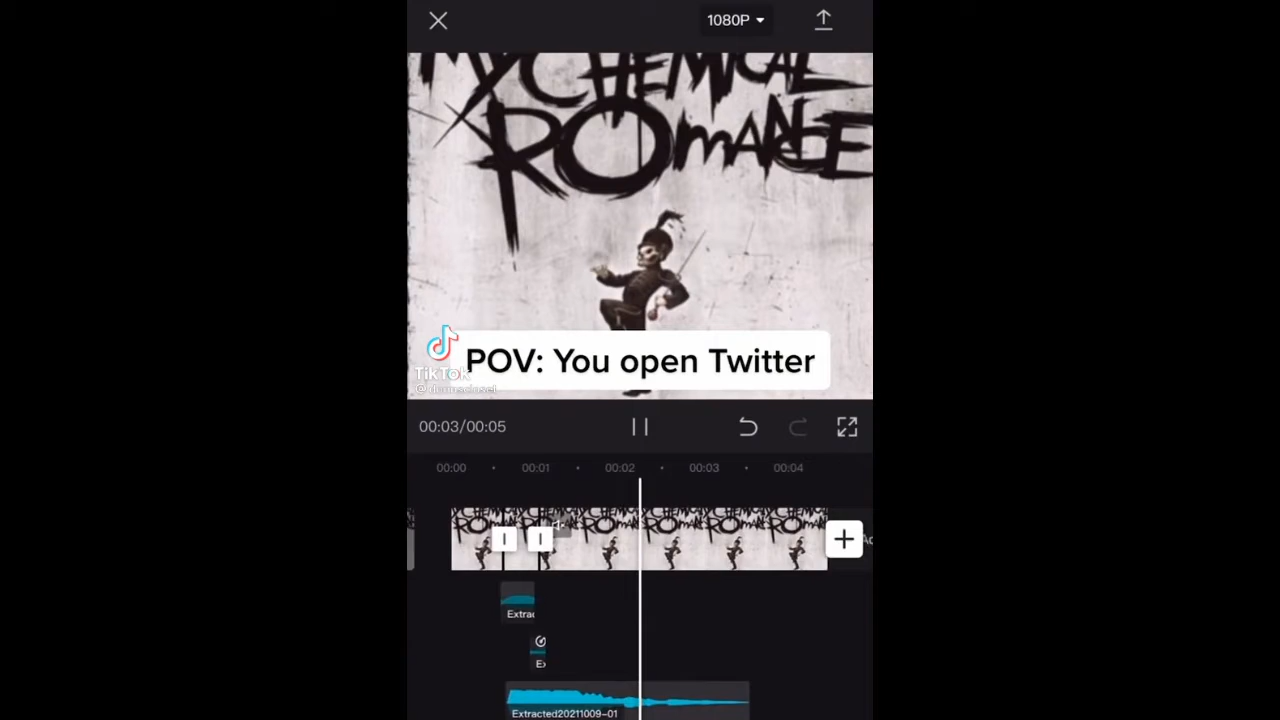 1080P
MY CHEMICAL
ROMANCE
POV: You open Twitter
TikTok
00:03/00:05
00:00
00:01
00:02
00:03
00:04
Extrac
Ex
Extracted20211009-01